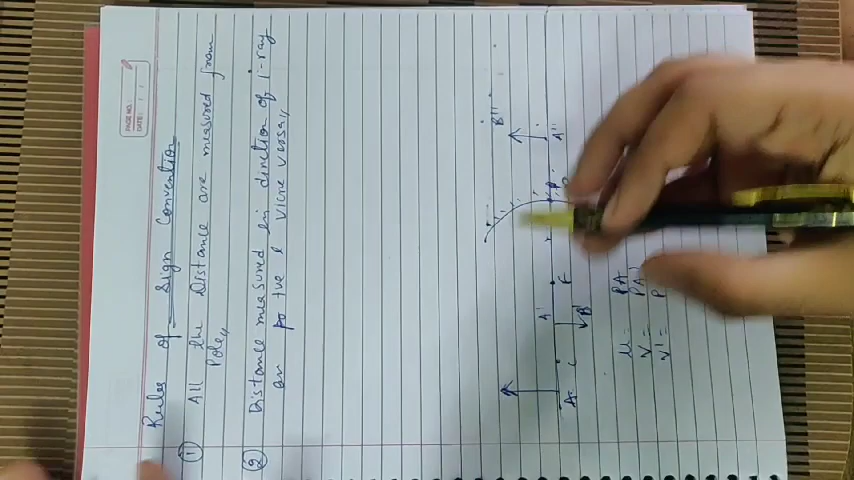 PAGE NO.:
DATE: / /
Rules of Sign Convention
① All the Distance are measured from
Pole,,
② Distance measured in direction of i-ray
are +ve & vicre versa,,
B''
A''
A'
F
B'
C
A
u = PA
v = PA'
v' = P